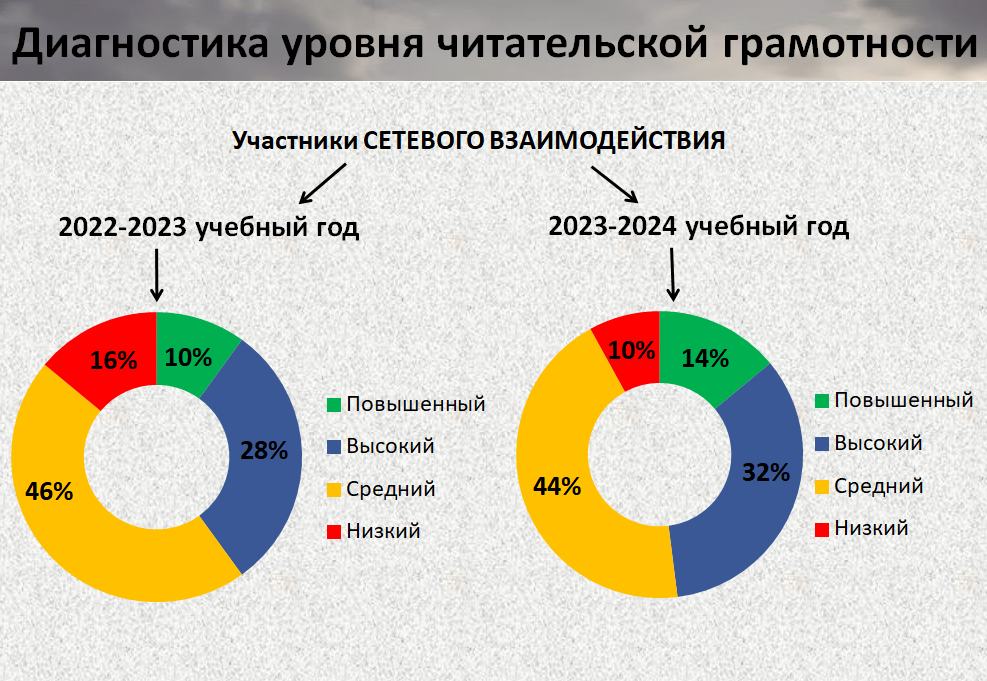 Диагностика уровня читательской грамотности
Участники СЕТЕВОГО ВЗАИМОДЕЙСТВИЯ
2022-2023 учебный год
16%
10%
28%
46%
Повышенный
Высокий
Средний
Низкий
2023-2024 учебный год
10%
14%
32%
44%
Повышенный
Высокий
Средний
Низкий